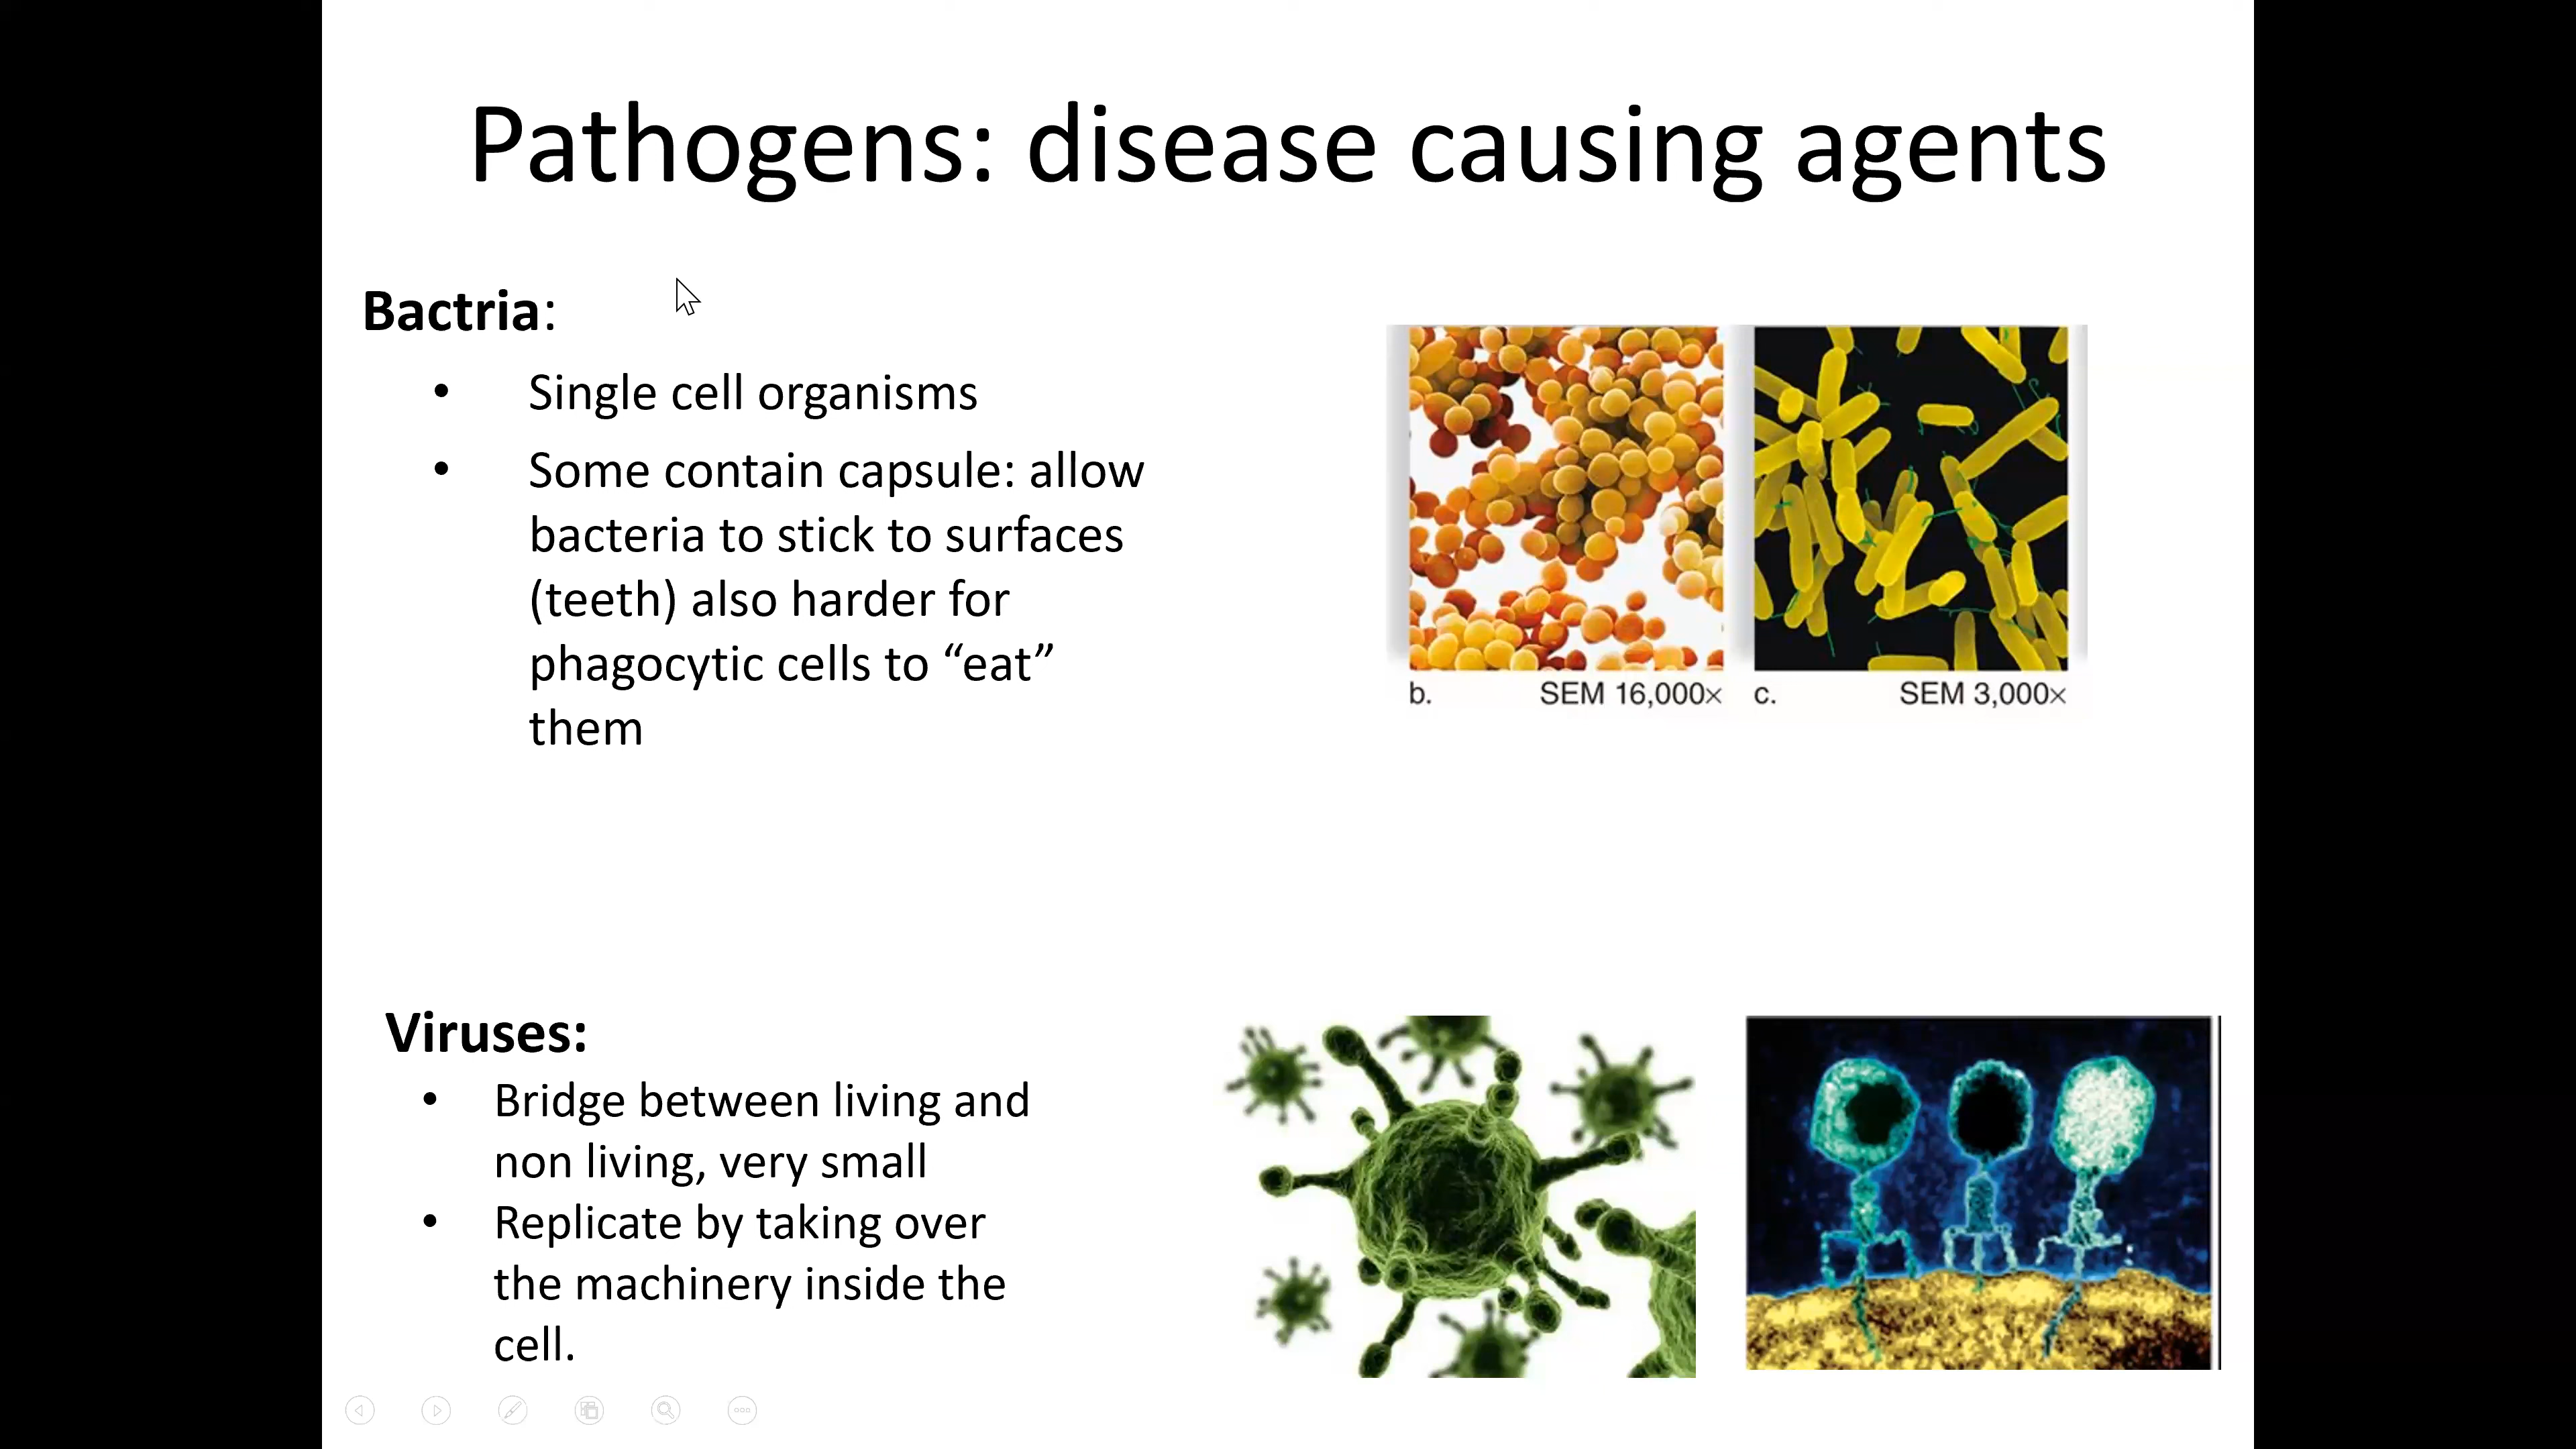 Pathogens: disease causing agents
Bactria:
• Single cell organisms
• Some contain capsule: allow
bacteria to stick to surfaces
(teeth) also harder for
phagocytic cells to “eat”
them
b. SEM 16,000× c. SEM 3,000×
Viruses:
• Bridge between living and
non living, very small
• Replicate by taking over
the machinery inside the
cell.